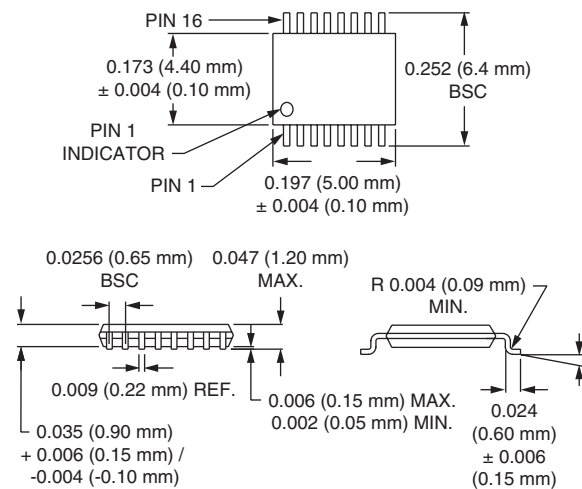 PIN 16
0.173 (4.40 mm)
± 0.004 (0.10 mm)
0.252 (6.4 mm)
BSC
PIN 1
INDICATOR
PIN 1
0.197 (5.00 mm)
± 0.004 (0.10 mm)
0.0256 (0.65 mm)
BSC
0.047 (1.20 mm)
MAX.
R 0.004 (0.09 mm)
MIN.
0.009 (0.22 mm) REF.
0.006 (0.15 mm) MAX.
0.002 (0.05 mm) MIN.
0.035 (0.90 mm)
+ 0.006 (0.15 mm) /
-0.004 (-0.10 mm)
0.024
(0.60 mm)
± 0.006
(0.15 mm)